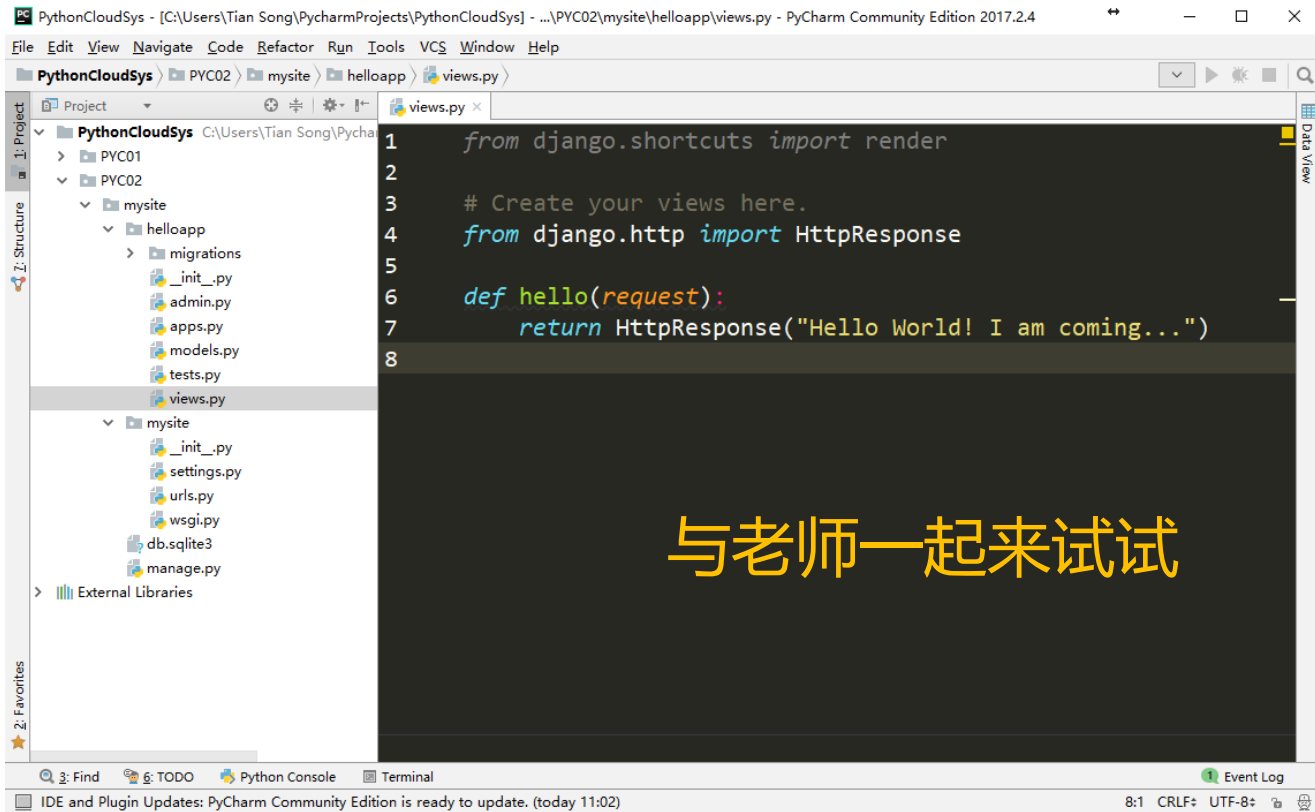 PythonCloudSys - [C:\Users\Tian Song\PycharmProjects\PythonCloudSys] - ...\PYC02\mysite\helloapp\views.py - PyCharm Community Edition 2017.2.4
File Edit View Navigate Code Refactor Run Tools VCS Window Help
PythonCloudSys PYC02 mysite helloapp views.py
1: Project
7: Structure
2: Favorites
Project
PythonCloudSys C:\Users\Tian Song\Pycha
PYC01
PYC02
mysite
helloapp
migrations
__init__.py
admin.py
apps.py
models.py
tests.py
views.py
mysite
__init__.py
settings.py
urls.py
wsgi.py
db.sqlite3
manage.py
External Libraries
views.py
1 from django.shortcuts import render
2
3 # Create your views here.
4 from django.http import HttpResponse
5
6 def hello(request):
7 return HttpResponse("Hello World! I am coming...")
8
与老师一起来试试
Data View
3: Find 6: TODO Python Console Terminal 1 Event Log
IDE and Plugin Updates: PyCharm Community Edition is ready to update. (today 11:02) 8:1 CRLF UTF-8